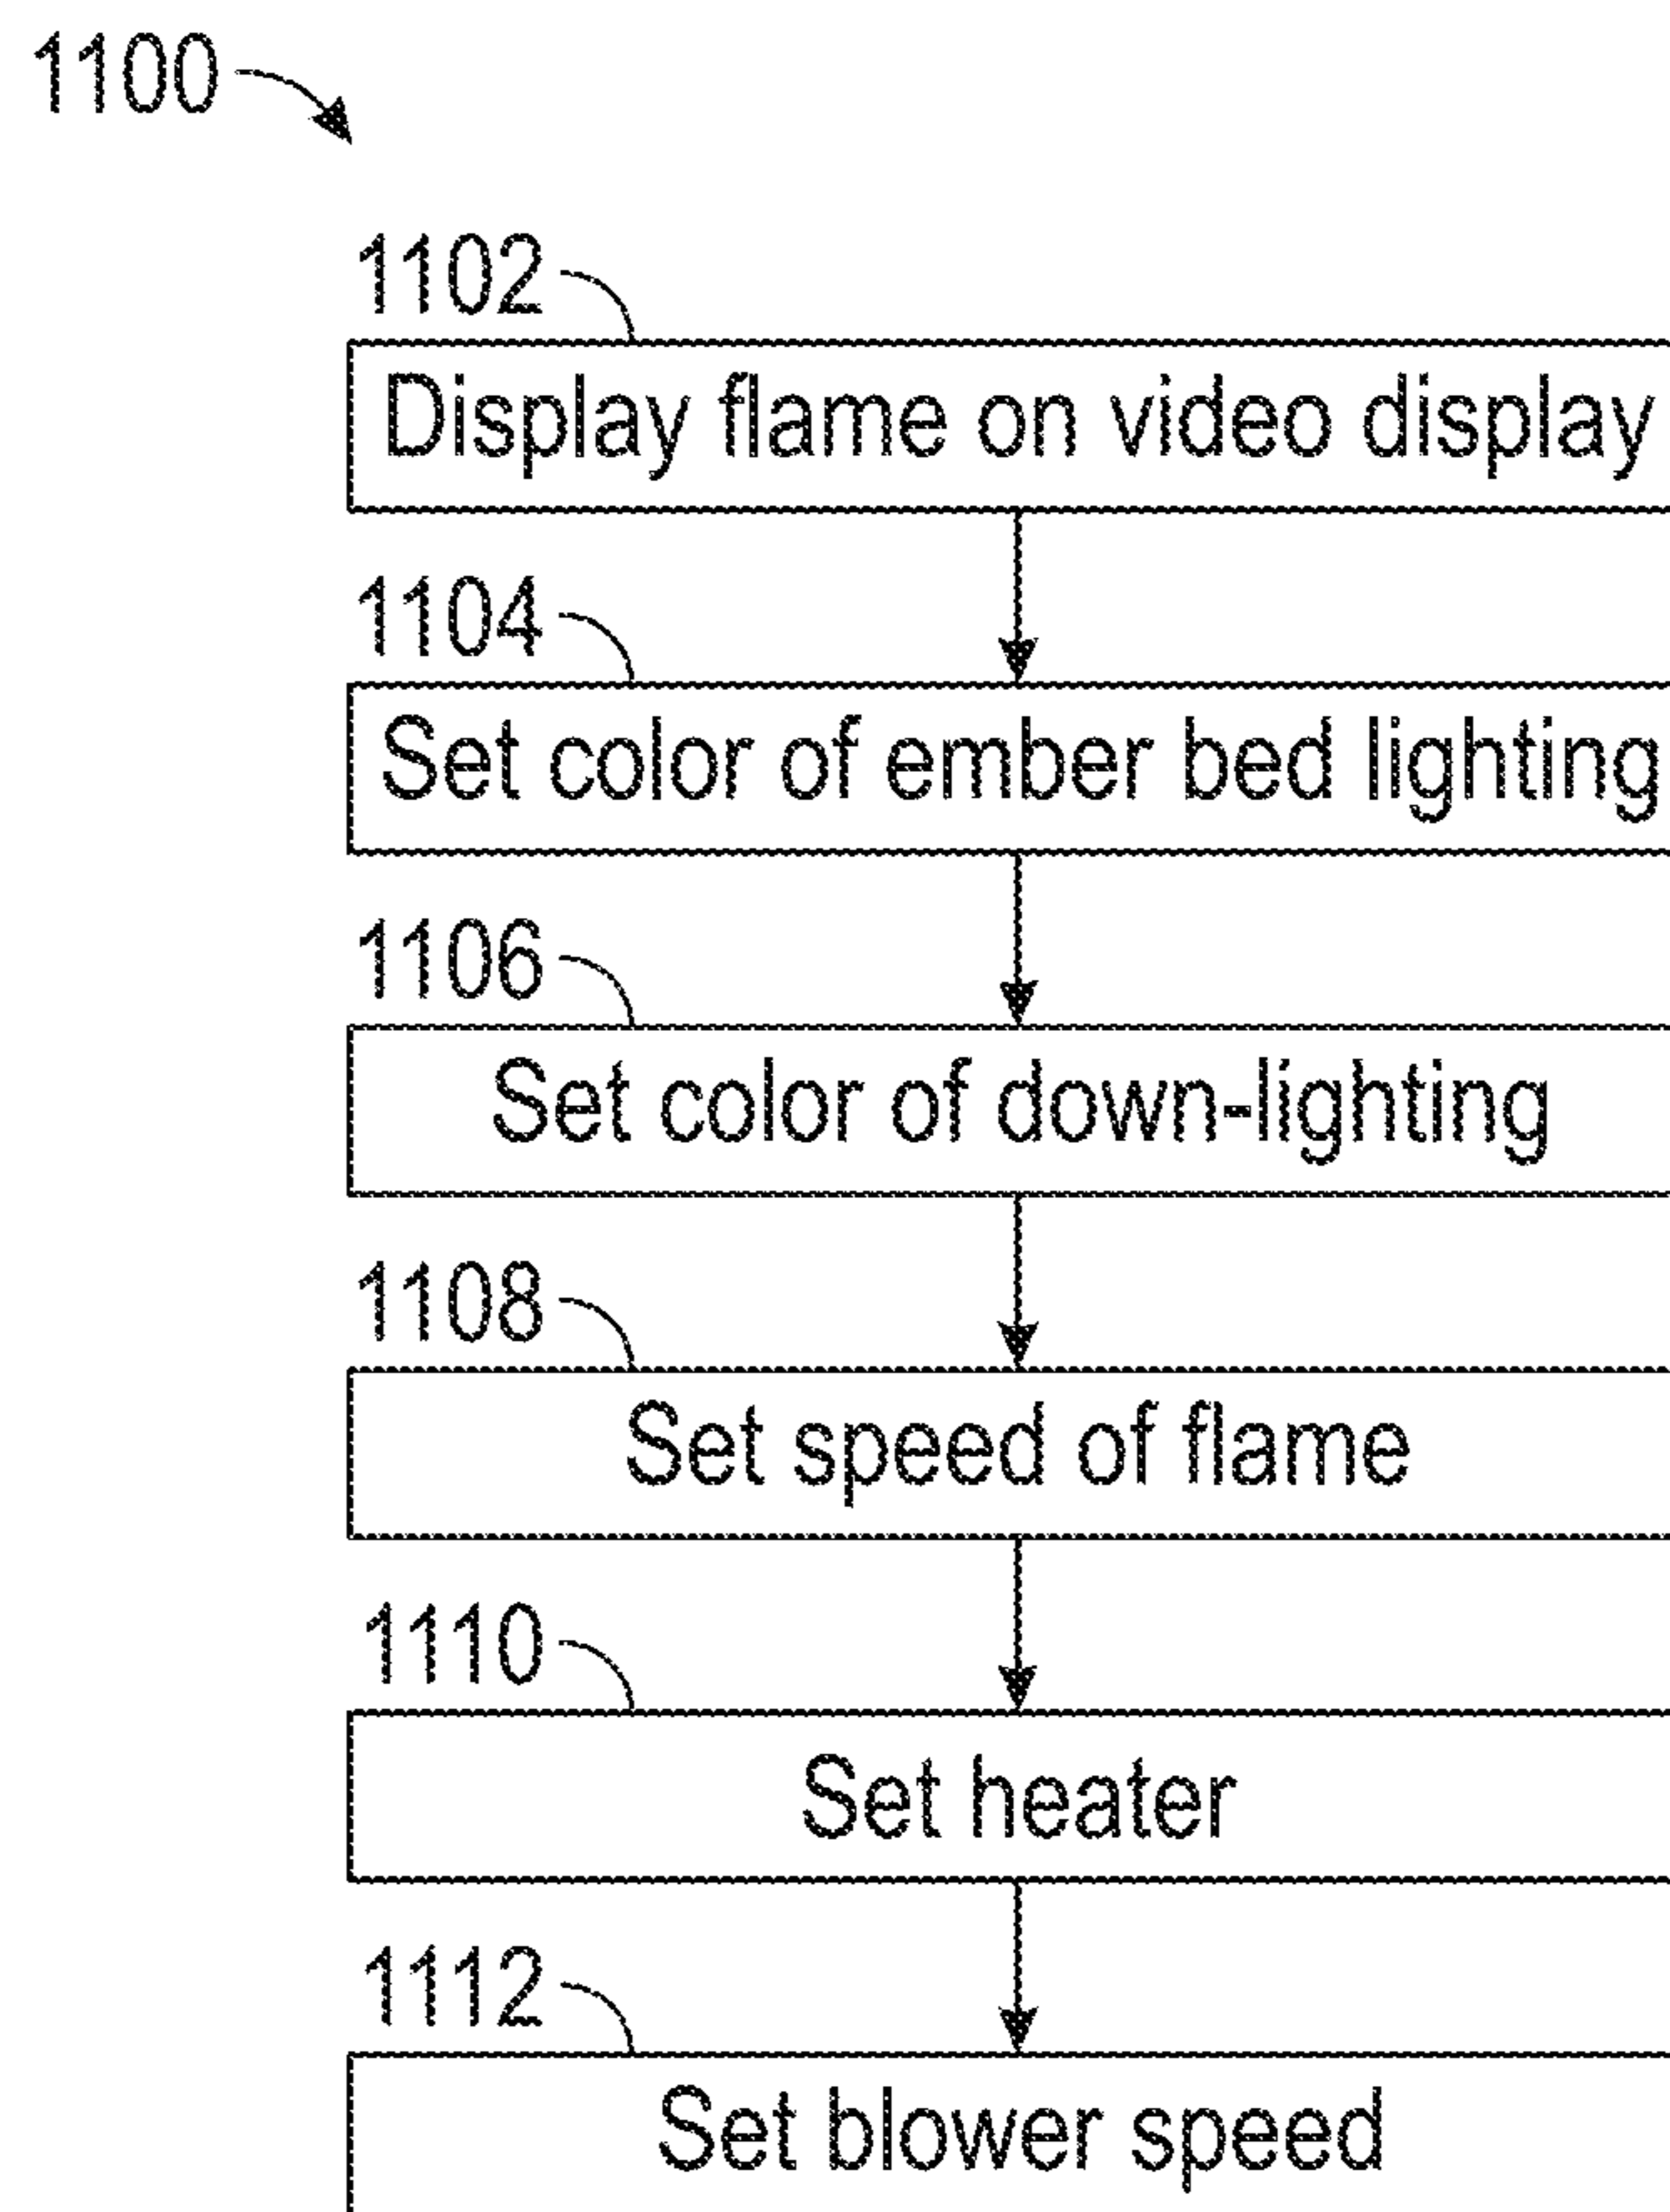 1100
1102
Display flame on video display
1104
Set color of ember bed lighting
1106
Set color of down-lighting
1108
Set speed of flame
1110
Set heater
1112
Set blower speed